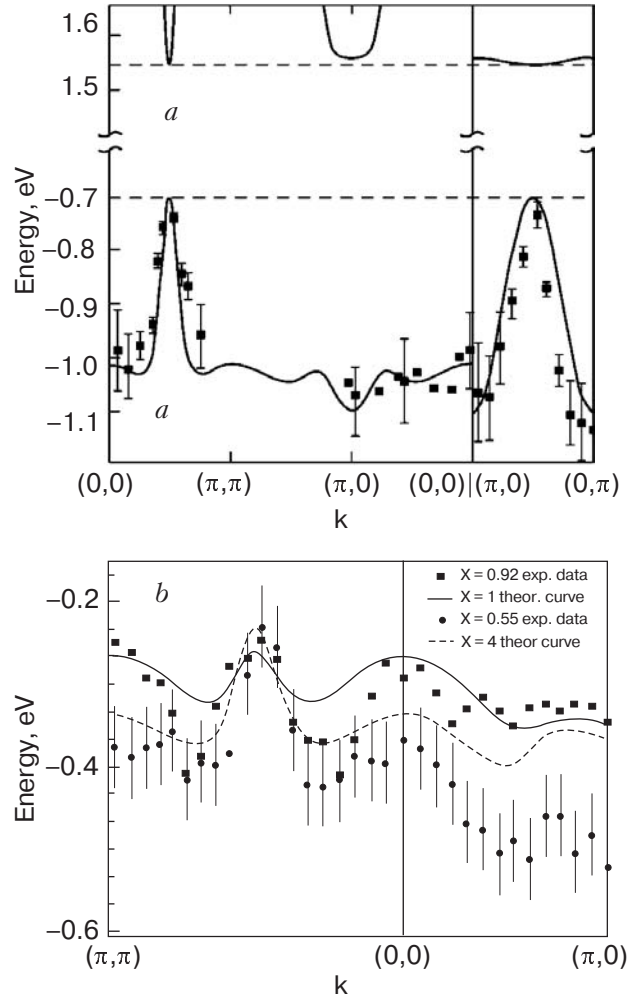 1.6
1.5
a
Energy, eV
−0.7
−0.8
−0.9
−1.0
−1.1
a
(0,0) (π,π) (π,0) (0,0) (π,0) (0,π)
k
b
X = 0.92 exp. data
X = 1 theor. curve
X = 0.55 exp. data
X = 4 theor curve
Energy, eV
−0.2
−0.4
−0.6
(π,π) (0,0) (π,0)
k